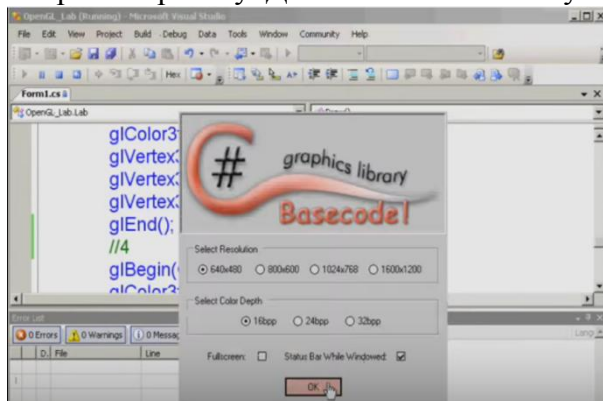 OpenGL_Lab (Running) - Microsoft Visual Studio
File Edit View Project Build Debug Data Tools Window Community Help
Hex
Form1.cs
OpenGL_Lab.Lab
glColor3
glVertex3
glVertex3
glVertex3
glEnd();
//4
glBegin(
glColor3
C# graphics library
Basecode!
Select Resolution
640x480 800x600 1024x768 1600x1200
Select Color Depth
16bpp 24bpp 32bpp
Fullscreen: Status Bar While Windowed:
OK
Error List
0 Errors 0 Warnings 0 Messag
D. File Line